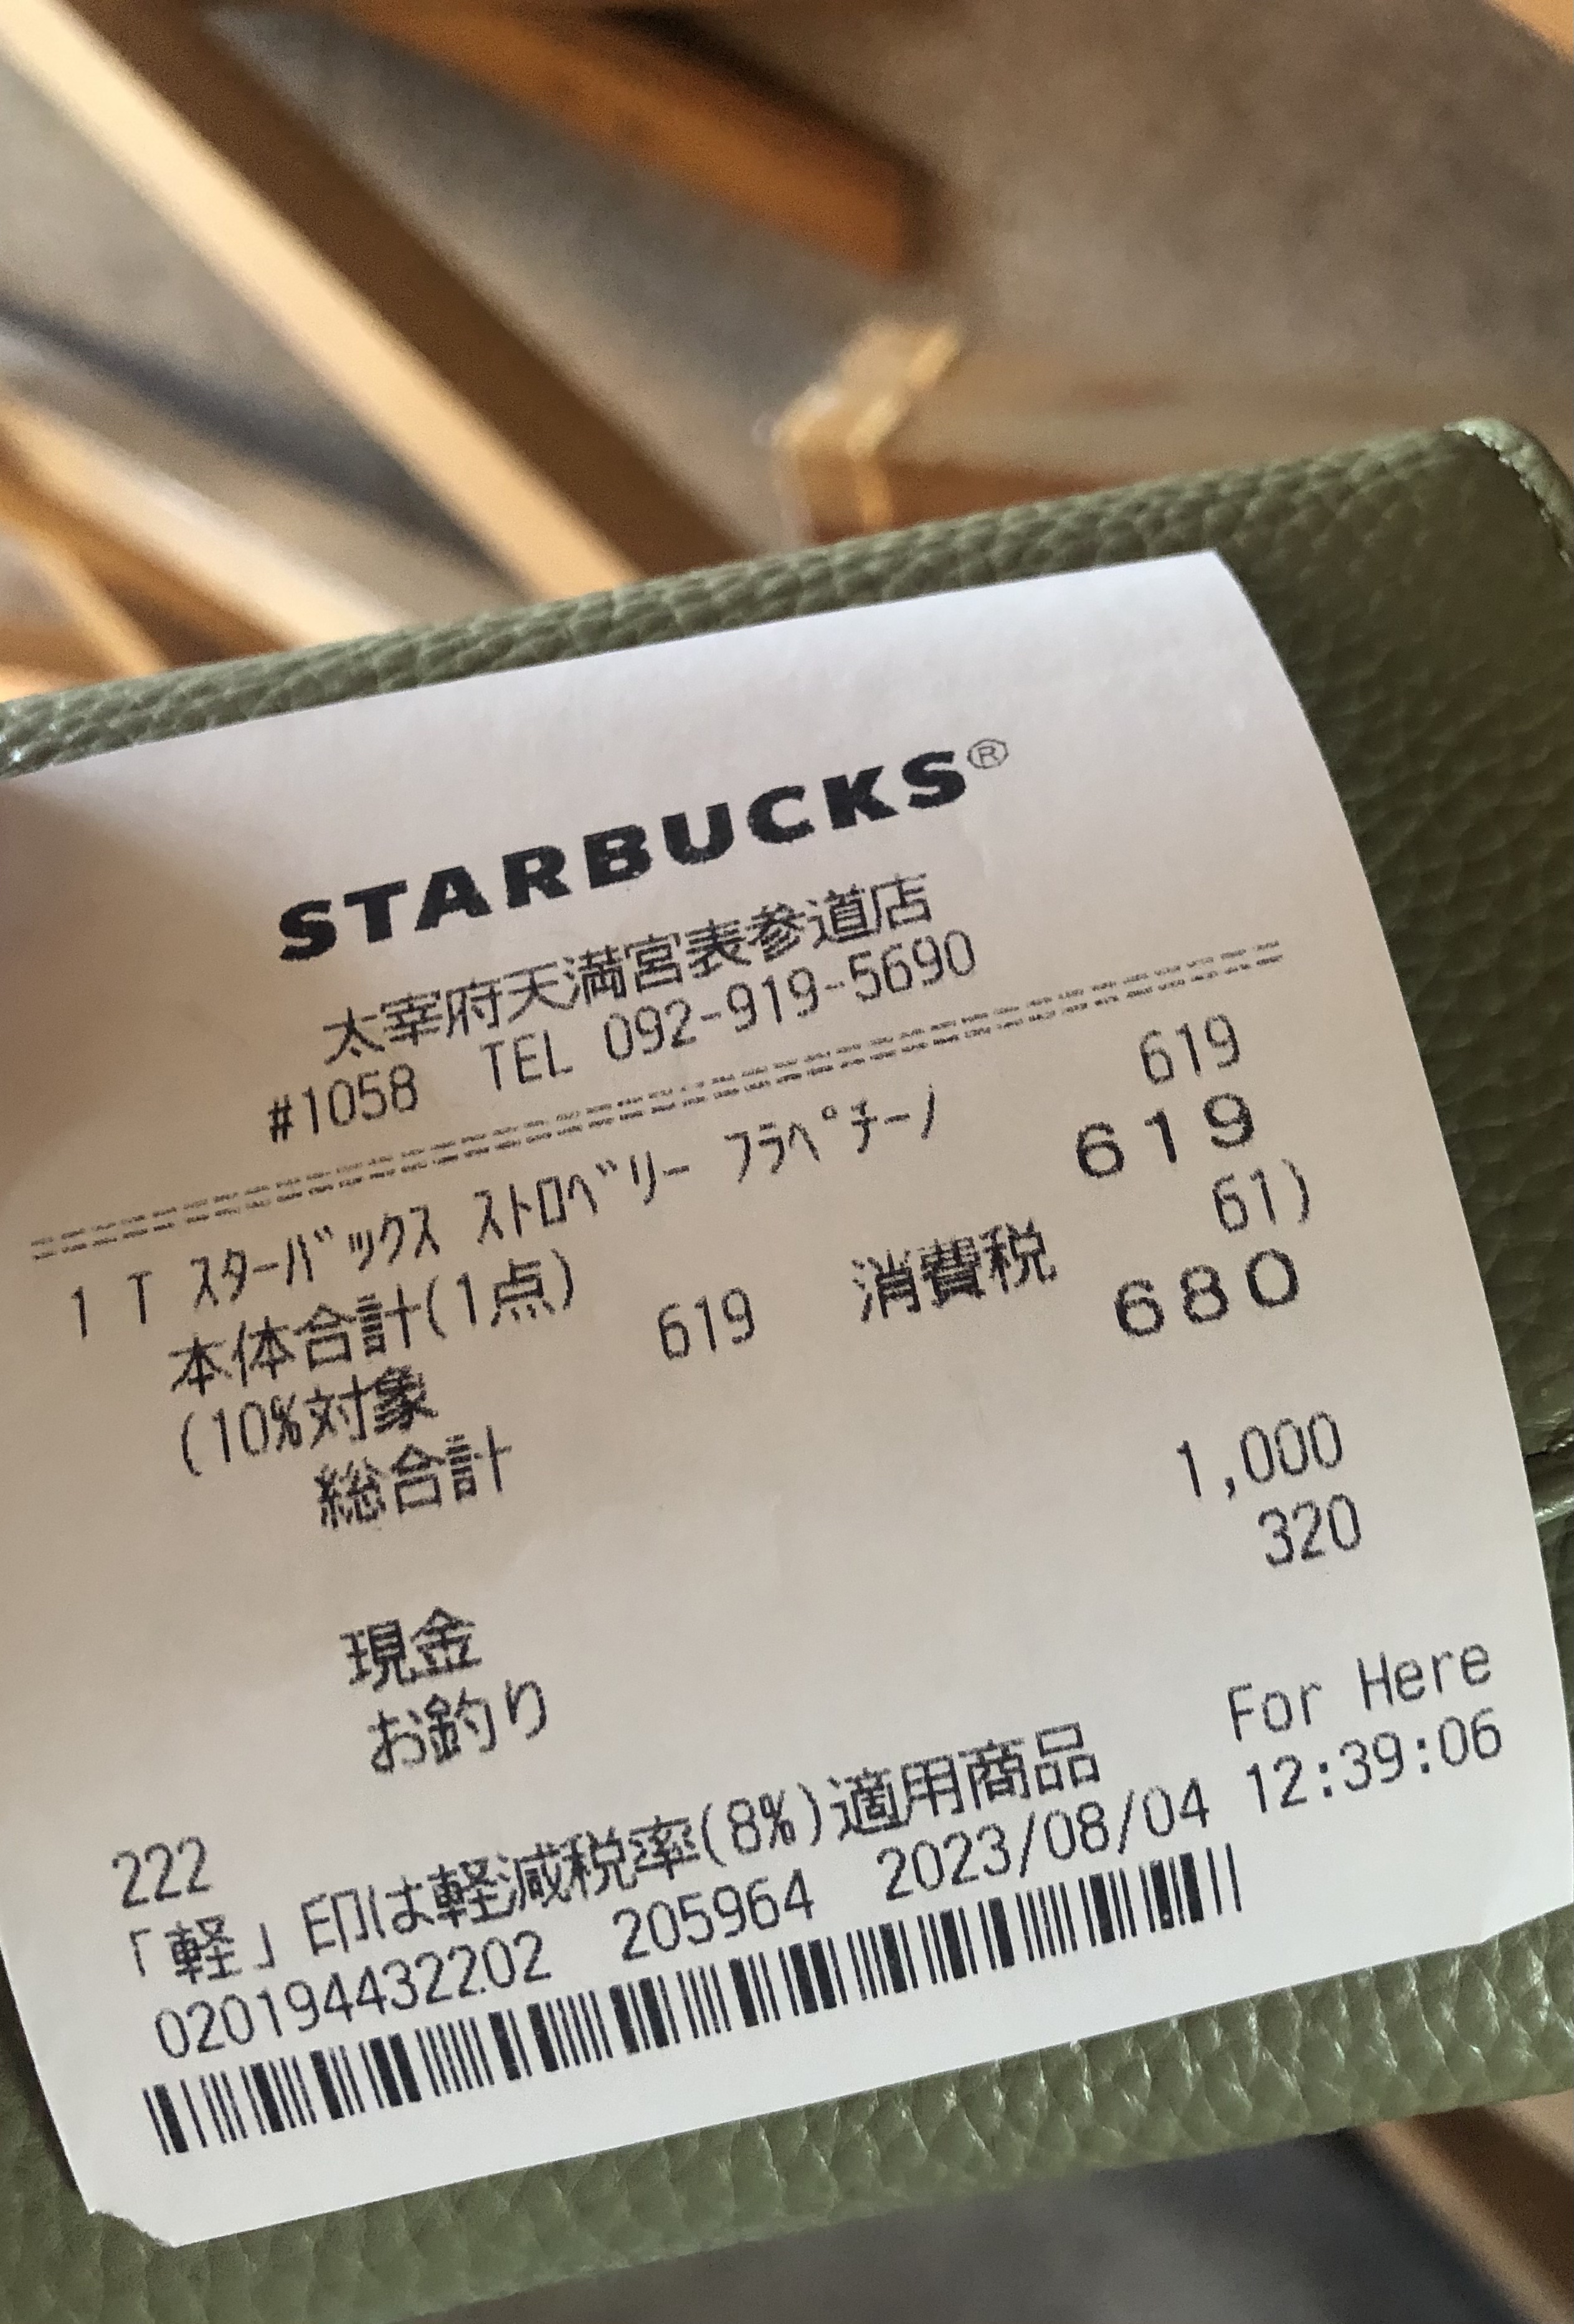 STARBUCKS®
太宰府天満宮表参道店
#1058 TEL 092-919-5690
1 T ｽﾀｰﾊﾞｯｸｽ ｽﾄﾛﾍﾞﾘｰ ﾌﾗﾍﾟﾁｰﾉ 619
本体合計(1点) 619
(10%対象 619 消費税 61)
総合計 680
現金 1,000
お釣り 320
222 For Here
「軽」印は軽減税率(8%)適用商品
020194432202 205964 2023/08/04 12:39:06